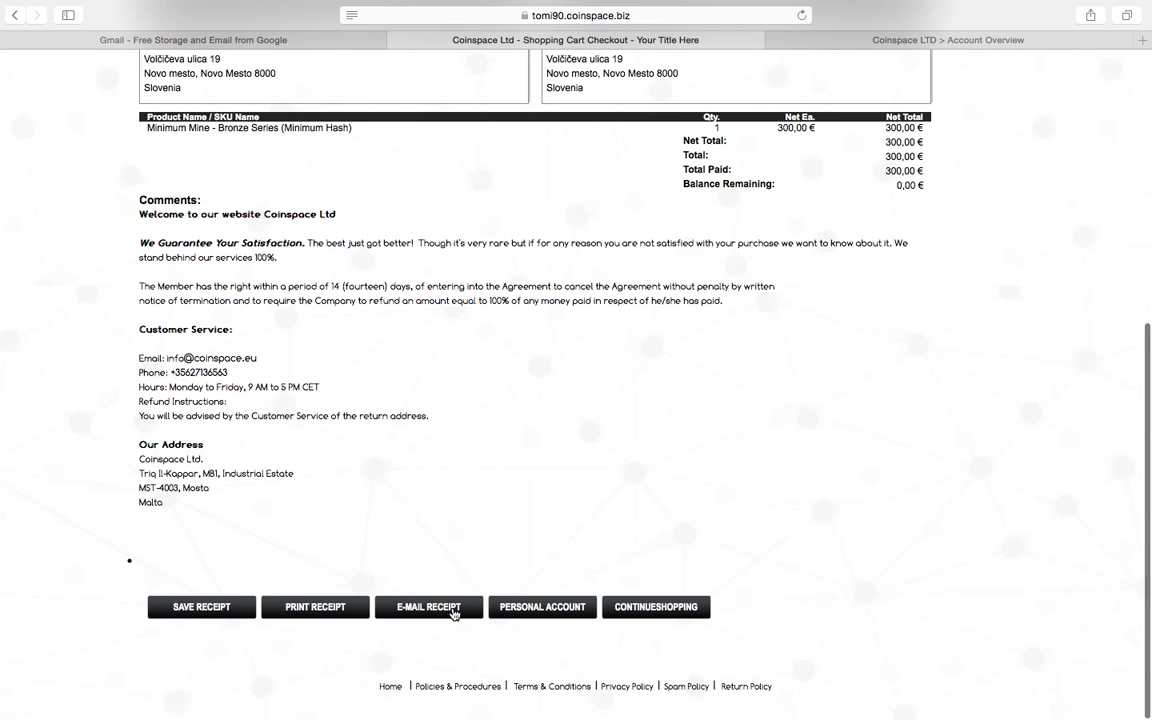 tomi90.coinspace.biz
Gmail - Free Storage and Email from Google
Coinspace Ltd - Shopping Cart Checkout - Your Title Here
Coinspace LTD > Account Overview
Volčičeva ulica 19
Novo mesto, Novo Mesto 8000
Slovenia
Volčičeva ulica 19
Novo mesto, Novo Mesto 8000
Slovenia
Product Name / SKU Name Qty. Net Ea. Net Total
Minimum Mine - Bronze Series (Minimum Hash) 1 300,00 € 300,00 €
Net Total: 300,00 €
Total: 300,00 €
Total Paid: 300,00 €
Balance Remaining: 0,00 €
Comments:
Welcome to our website Coinspace Ltd
We Guarantee Your Satisfaction. The best just got better! Though it's very rare but if for any reason you are not satisfied with your purchase we want to know about it. We
stand behind our services 100%.
The Member has the right within a period of 14 (fourteen) days, of entering into the Agreement to cancel the Agreement without penalty by written
notice of termination and to require the Company to refund an amount equal to 100% of any money paid in respect of he/she has paid.
Customer Service:
Email: info@coinspace.eu
Phone: +35627136563
Hours: Monday to Friday, 9 AM to 5 PM CET
Refund Instructions:
You will be advised by the Customer Service of the return address.
Our Address
Coinspace Ltd.
Triq Il-Kappar, MB1, Industrial Estate
MST-4003, Mosta
Malta
SAVE RECEIPT PRINT RECEIPT E-MAIL RECEIPT PERSONAL ACCOUNT CONTINUESHOPPING
Home | Policies & Procedures | Terms & Conditions | Privacy Policy | Spam Policy | Return Policy